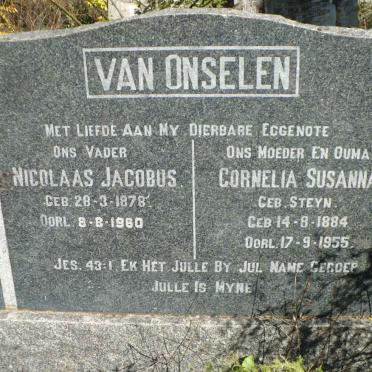 VAN ONSELEN
MET LIEFDE AAN MY DIERBARE EGGENOTE
ONS VADER
NICOLAAS JACOBUS
GEB. 28-3-1878.
OORL. 8-8-1960
ONS MOEDER EN OUMA
CORNELIA SUSANNA
GEB. STEYN.
GEB 14-8-1884
OORL. 17-9-1955.
JES. 43:1 EK HET JULLE BY JUL NAME GEROEP
JULLE IS MYNE